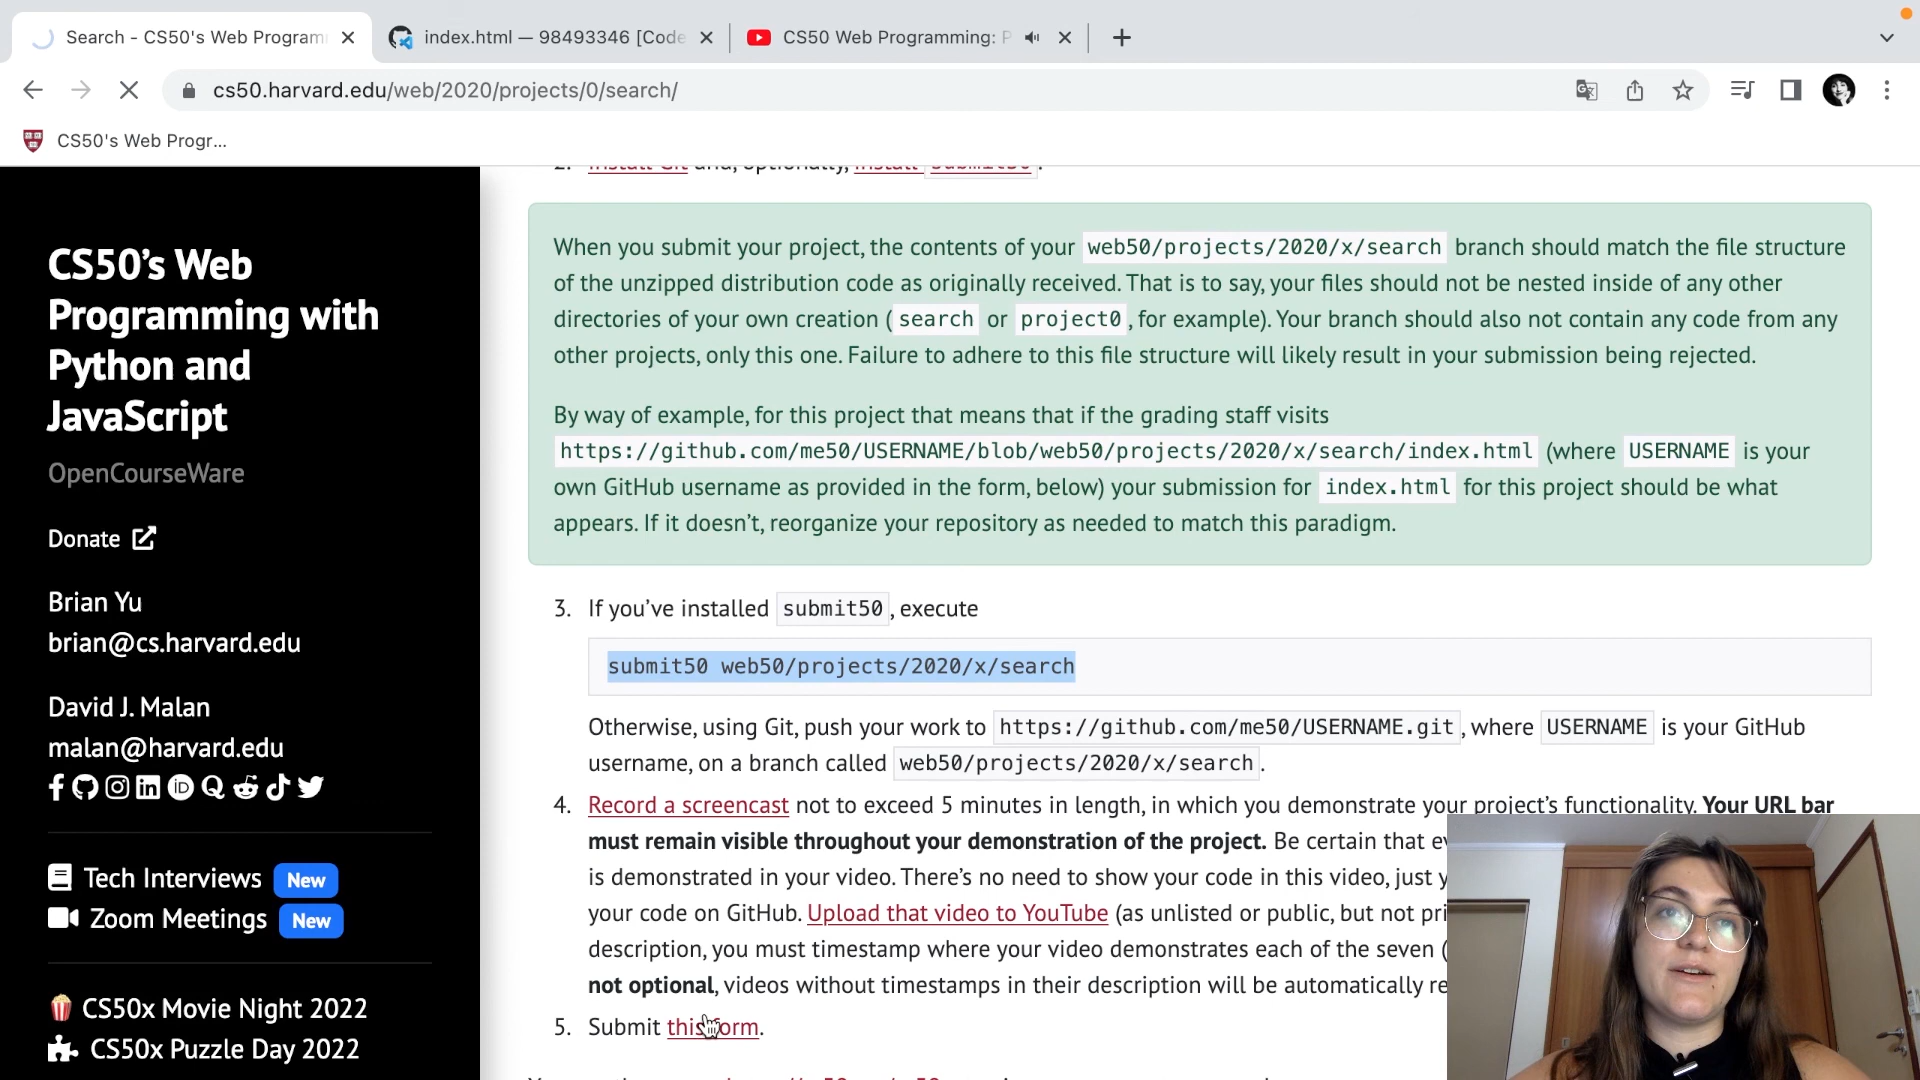 Search - CS50's Web Program
index.html — 98493346 [Code
CS50 Web Programming: P
cs50.harvard.edu/web/2020/projects/0/search/
CS50's Web Progr...
CS50's Web
Programming with
Python and
JavaScript
OpenCourseWare
Donate
Brian Yu
brian@cs.harvard.edu
David J. Malan
malan@harvard.edu
Tech Interviews New
Zoom Meetings New
CS50x Movie Night 2022
CS50x Puzzle Day 2022
2. Install Git and, optionally, install submit50.
When you submit your project, the contents of your web50/projects/2020/x/search branch should match the file structure
of the unzipped distribution code as originally received. That is to say, your files should not be nested inside of any other
directories of your own creation (search or project0, for example). Your branch should also not contain any code from any
other projects, only this one. Failure to adhere to this file structure will likely result in your submission being rejected.
By way of example, for this project that means that if the grading staff visits
https://github.com/me50/USERNAME/blob/web50/projects/2020/x/search/index.html (where USERNAME is your
own GitHub username as provided in the form, below) your submission for index.html for this project should be what
appears. If it doesn't, reorganize your repository as needed to match this paradigm.
3. If you've installed submit50, execute
submit50 web50/projects/2020/x/search
Otherwise, using Git, push your work to https://github.com/me50/USERNAME.git, where USERNAME is your GitHub
username, on a branch called web50/projects/2020/x/search.
4. Record a screencast not to exceed 5 minutes in length, in which you demonstrate your project's functionality. Your URL bar
must remain visible throughout your demonstration of the project. Be certain that ev
is demonstrated in your video. There's no need to show your code in this video, just y
your code on GitHub. Upload that video to YouTube (as unlisted or public, but not pri
description, you must timestamp where your video demonstrates each of the seven (
not optional, videos without timestamps in their description will be automatically re
5. Submit this form.